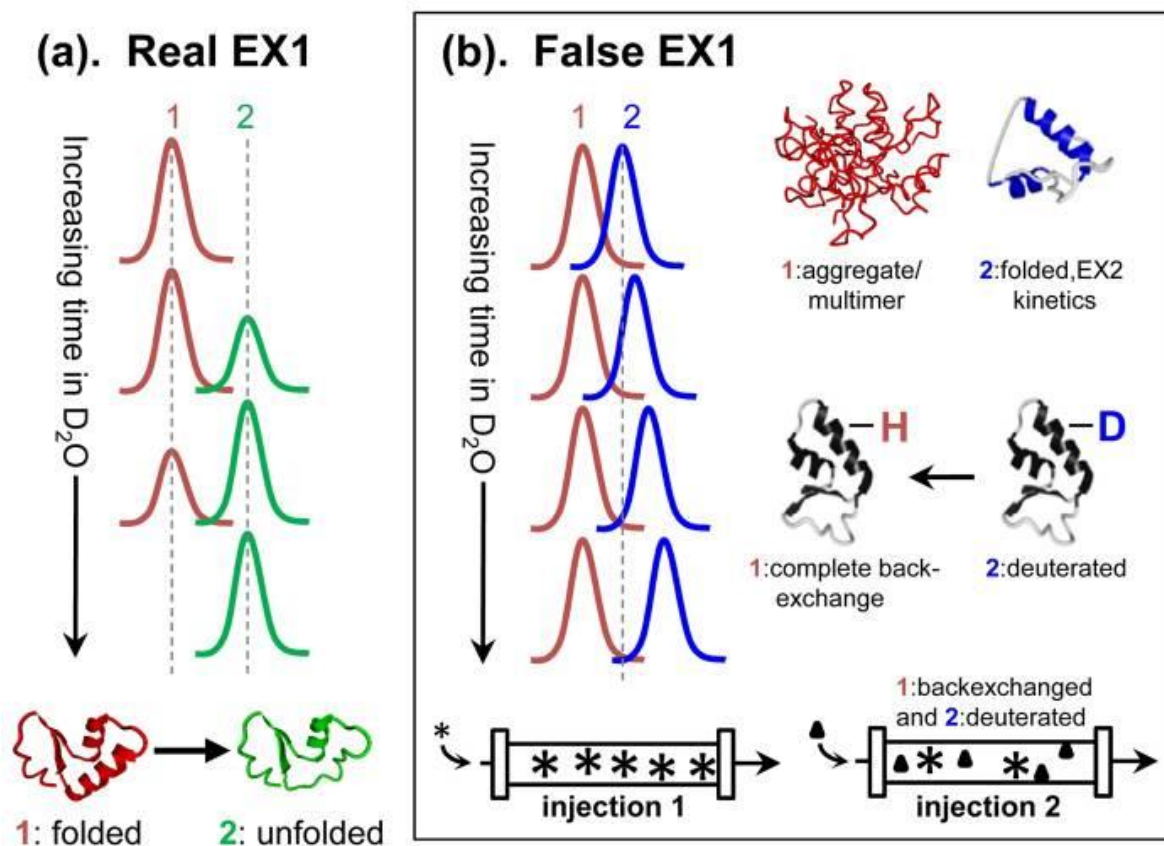 (a). Real EX1
1 2
Increasing time in D₂O
1: folded
2: unfolded
(b). False EX1
1 2
Increasing time in D₂O
1:aggregate/
multimer
2:folded,EX2
kinetics
H
D
1:complete back-
exchange
2:deuterated
*
* * * * *
injection 1
1:backexchanged
and 2:deuterated
* *
injection 2